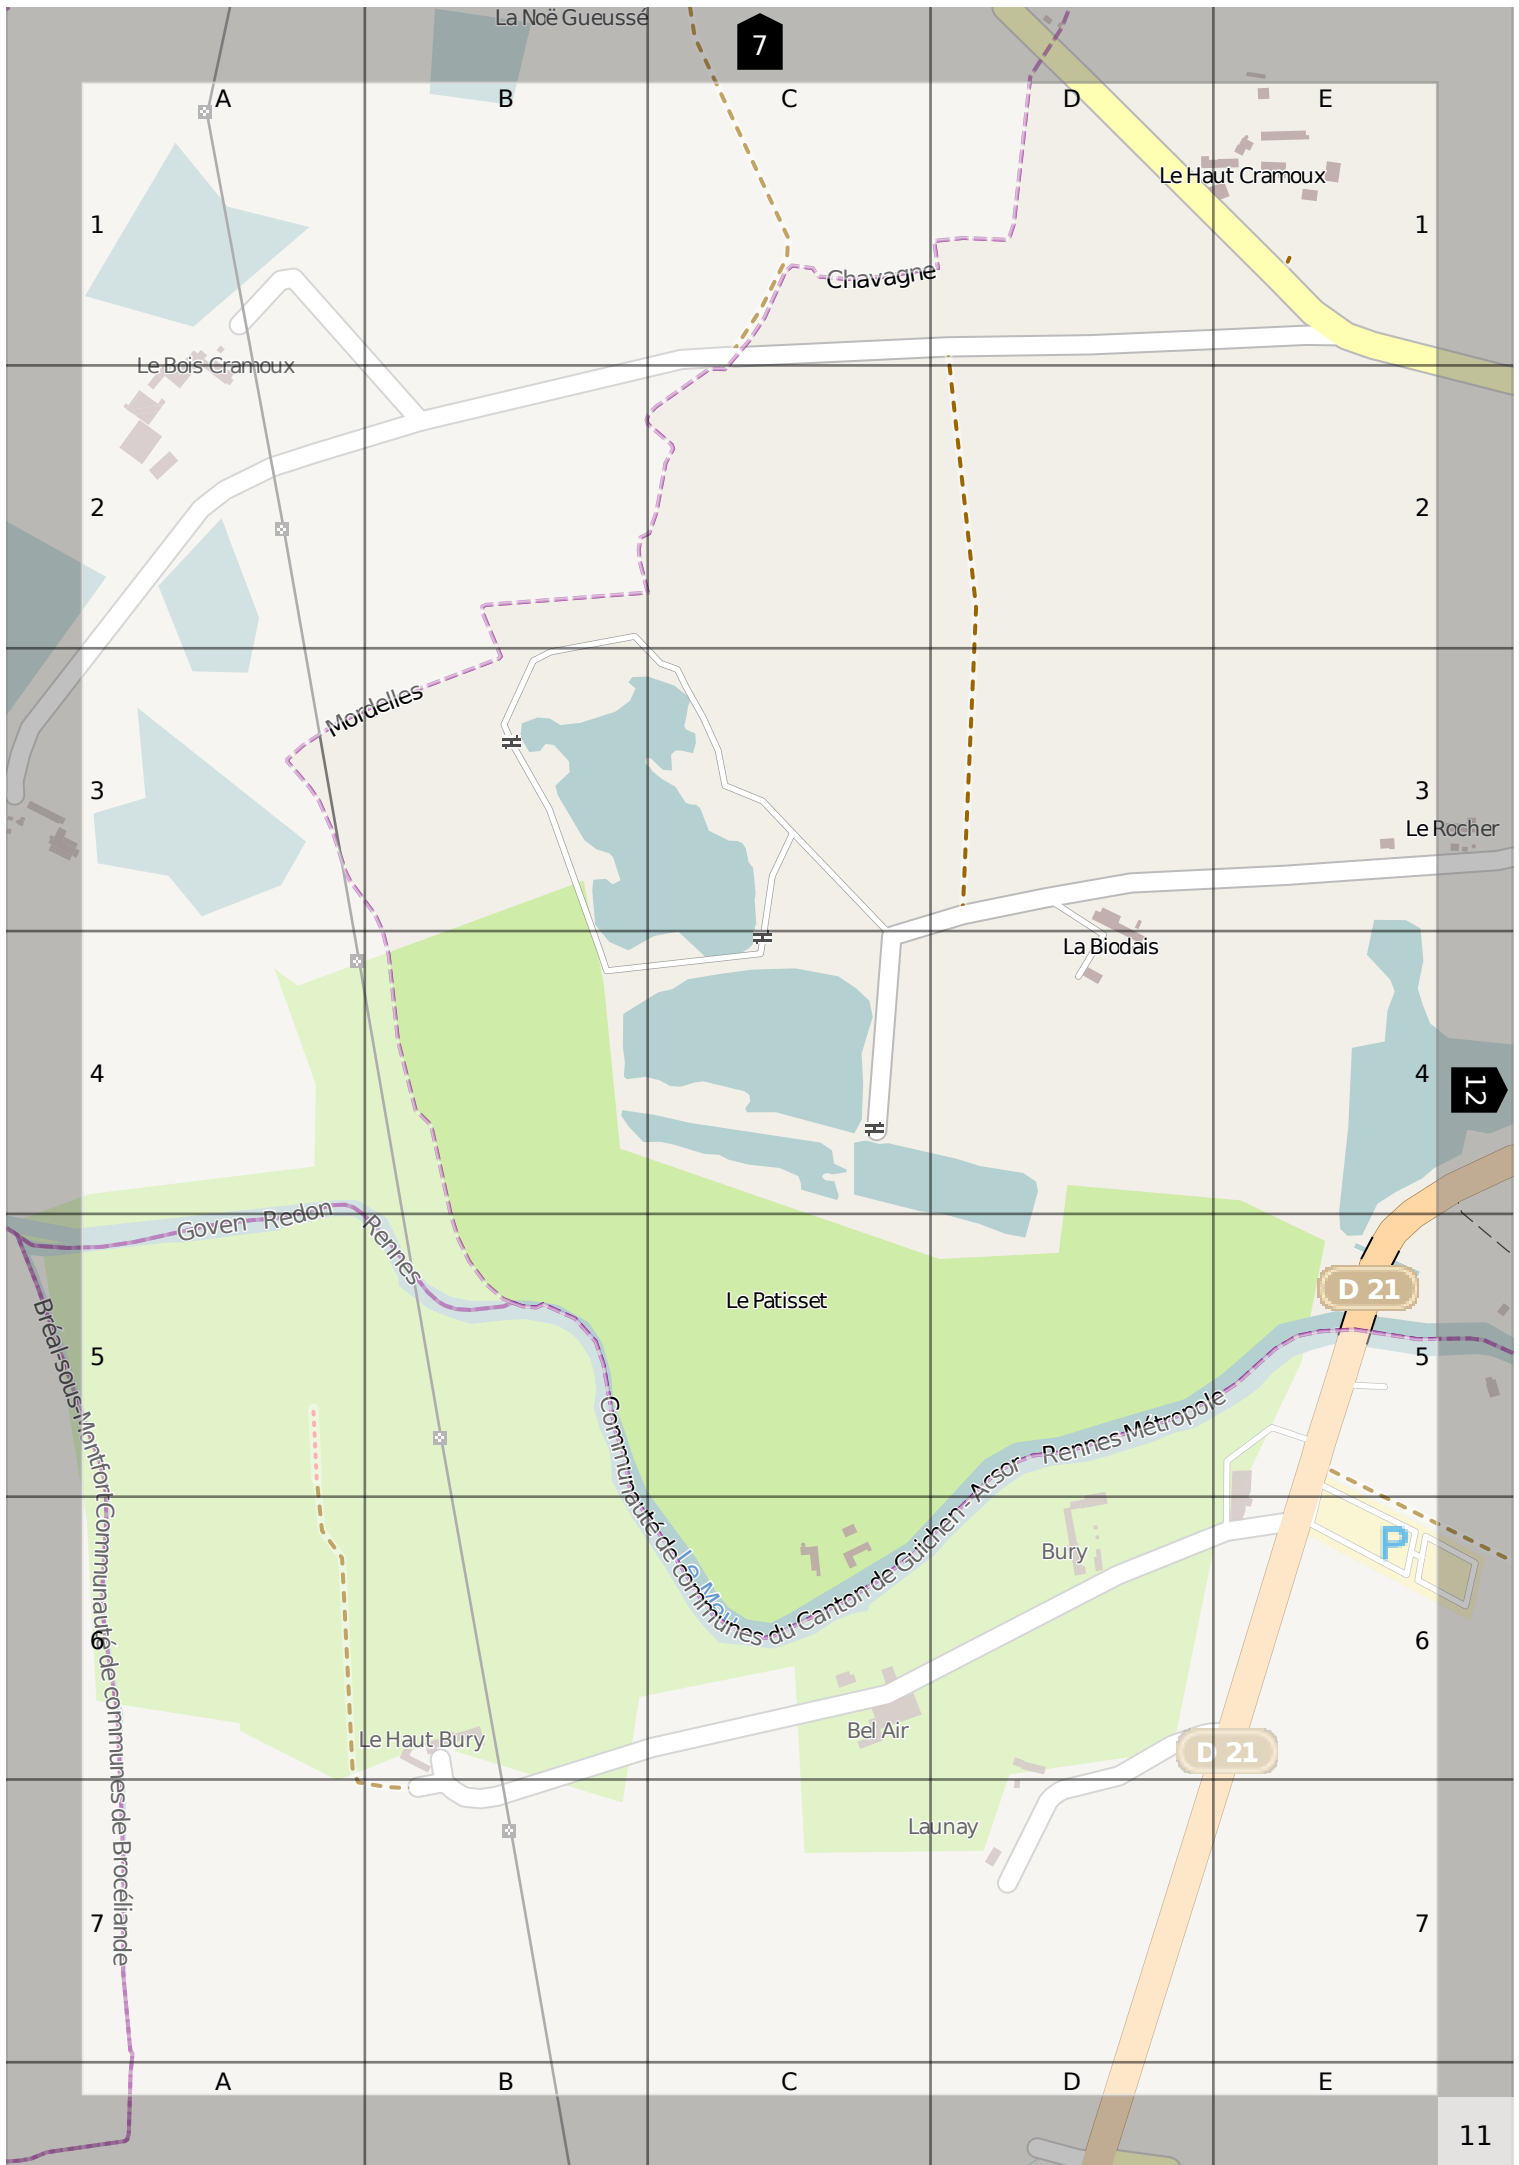 La Noë Gueussé
7
A
B
C
D
E
Le Haut Cramoux
1
1
Chavagne
Le Bois Cramoux
2
2
Mordelles
3
3
Le Rocher
La Biodais
4
4
12
Goven
Redon
Rennes
D 21
Le Patisset
Bréal-sous-Montfort
5
5
Rennes Métropole
Communauté de communes du Canton de Guichen - Acsor
Communauté de communes de Brocéliande
P
Bury
6
6
Bel Air
Le Haut Bury
D 21
Launay
7
7
A
B
C
D
E
11